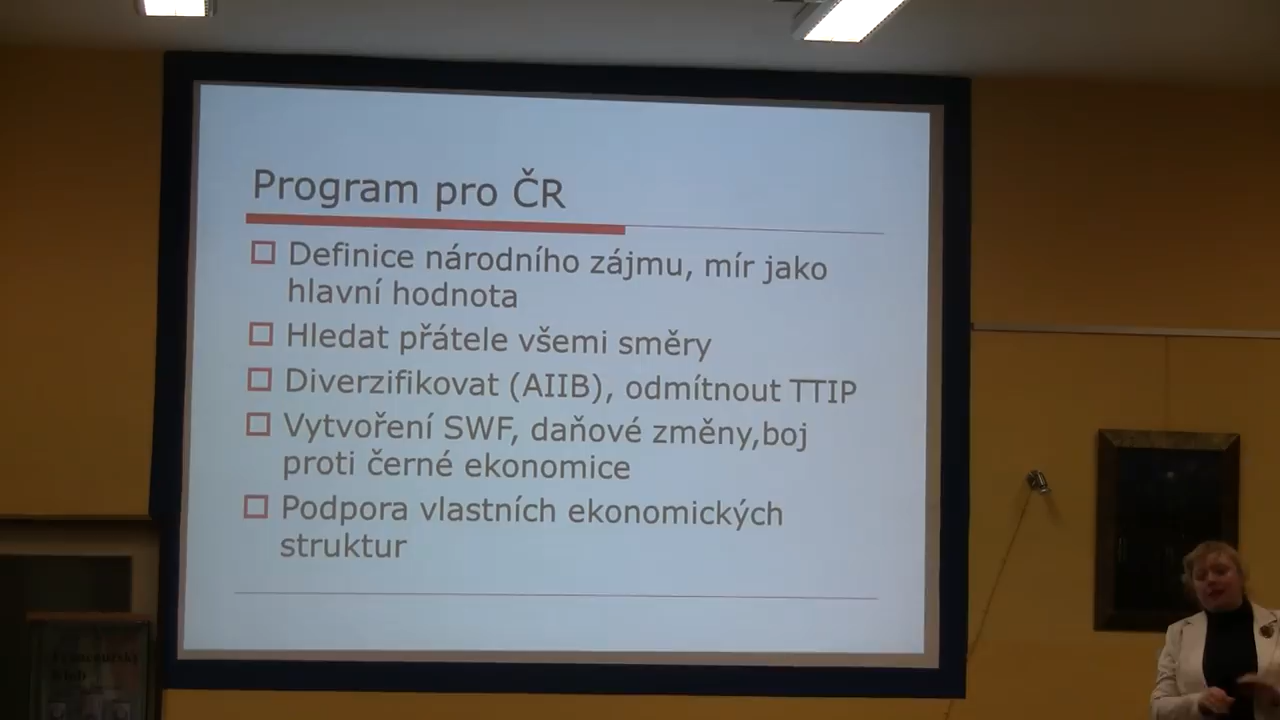 Program pro ČR
Definice národního zájmu, mír jako
hlavní hodnota
Hledat přátele všemi směry
Diverzifikovat (AIIB), odmítnout TTIP
Vytvoření SWF, daňové změny,boj
proti černé ekonomice
Podpora vlastních ekonomických
struktur